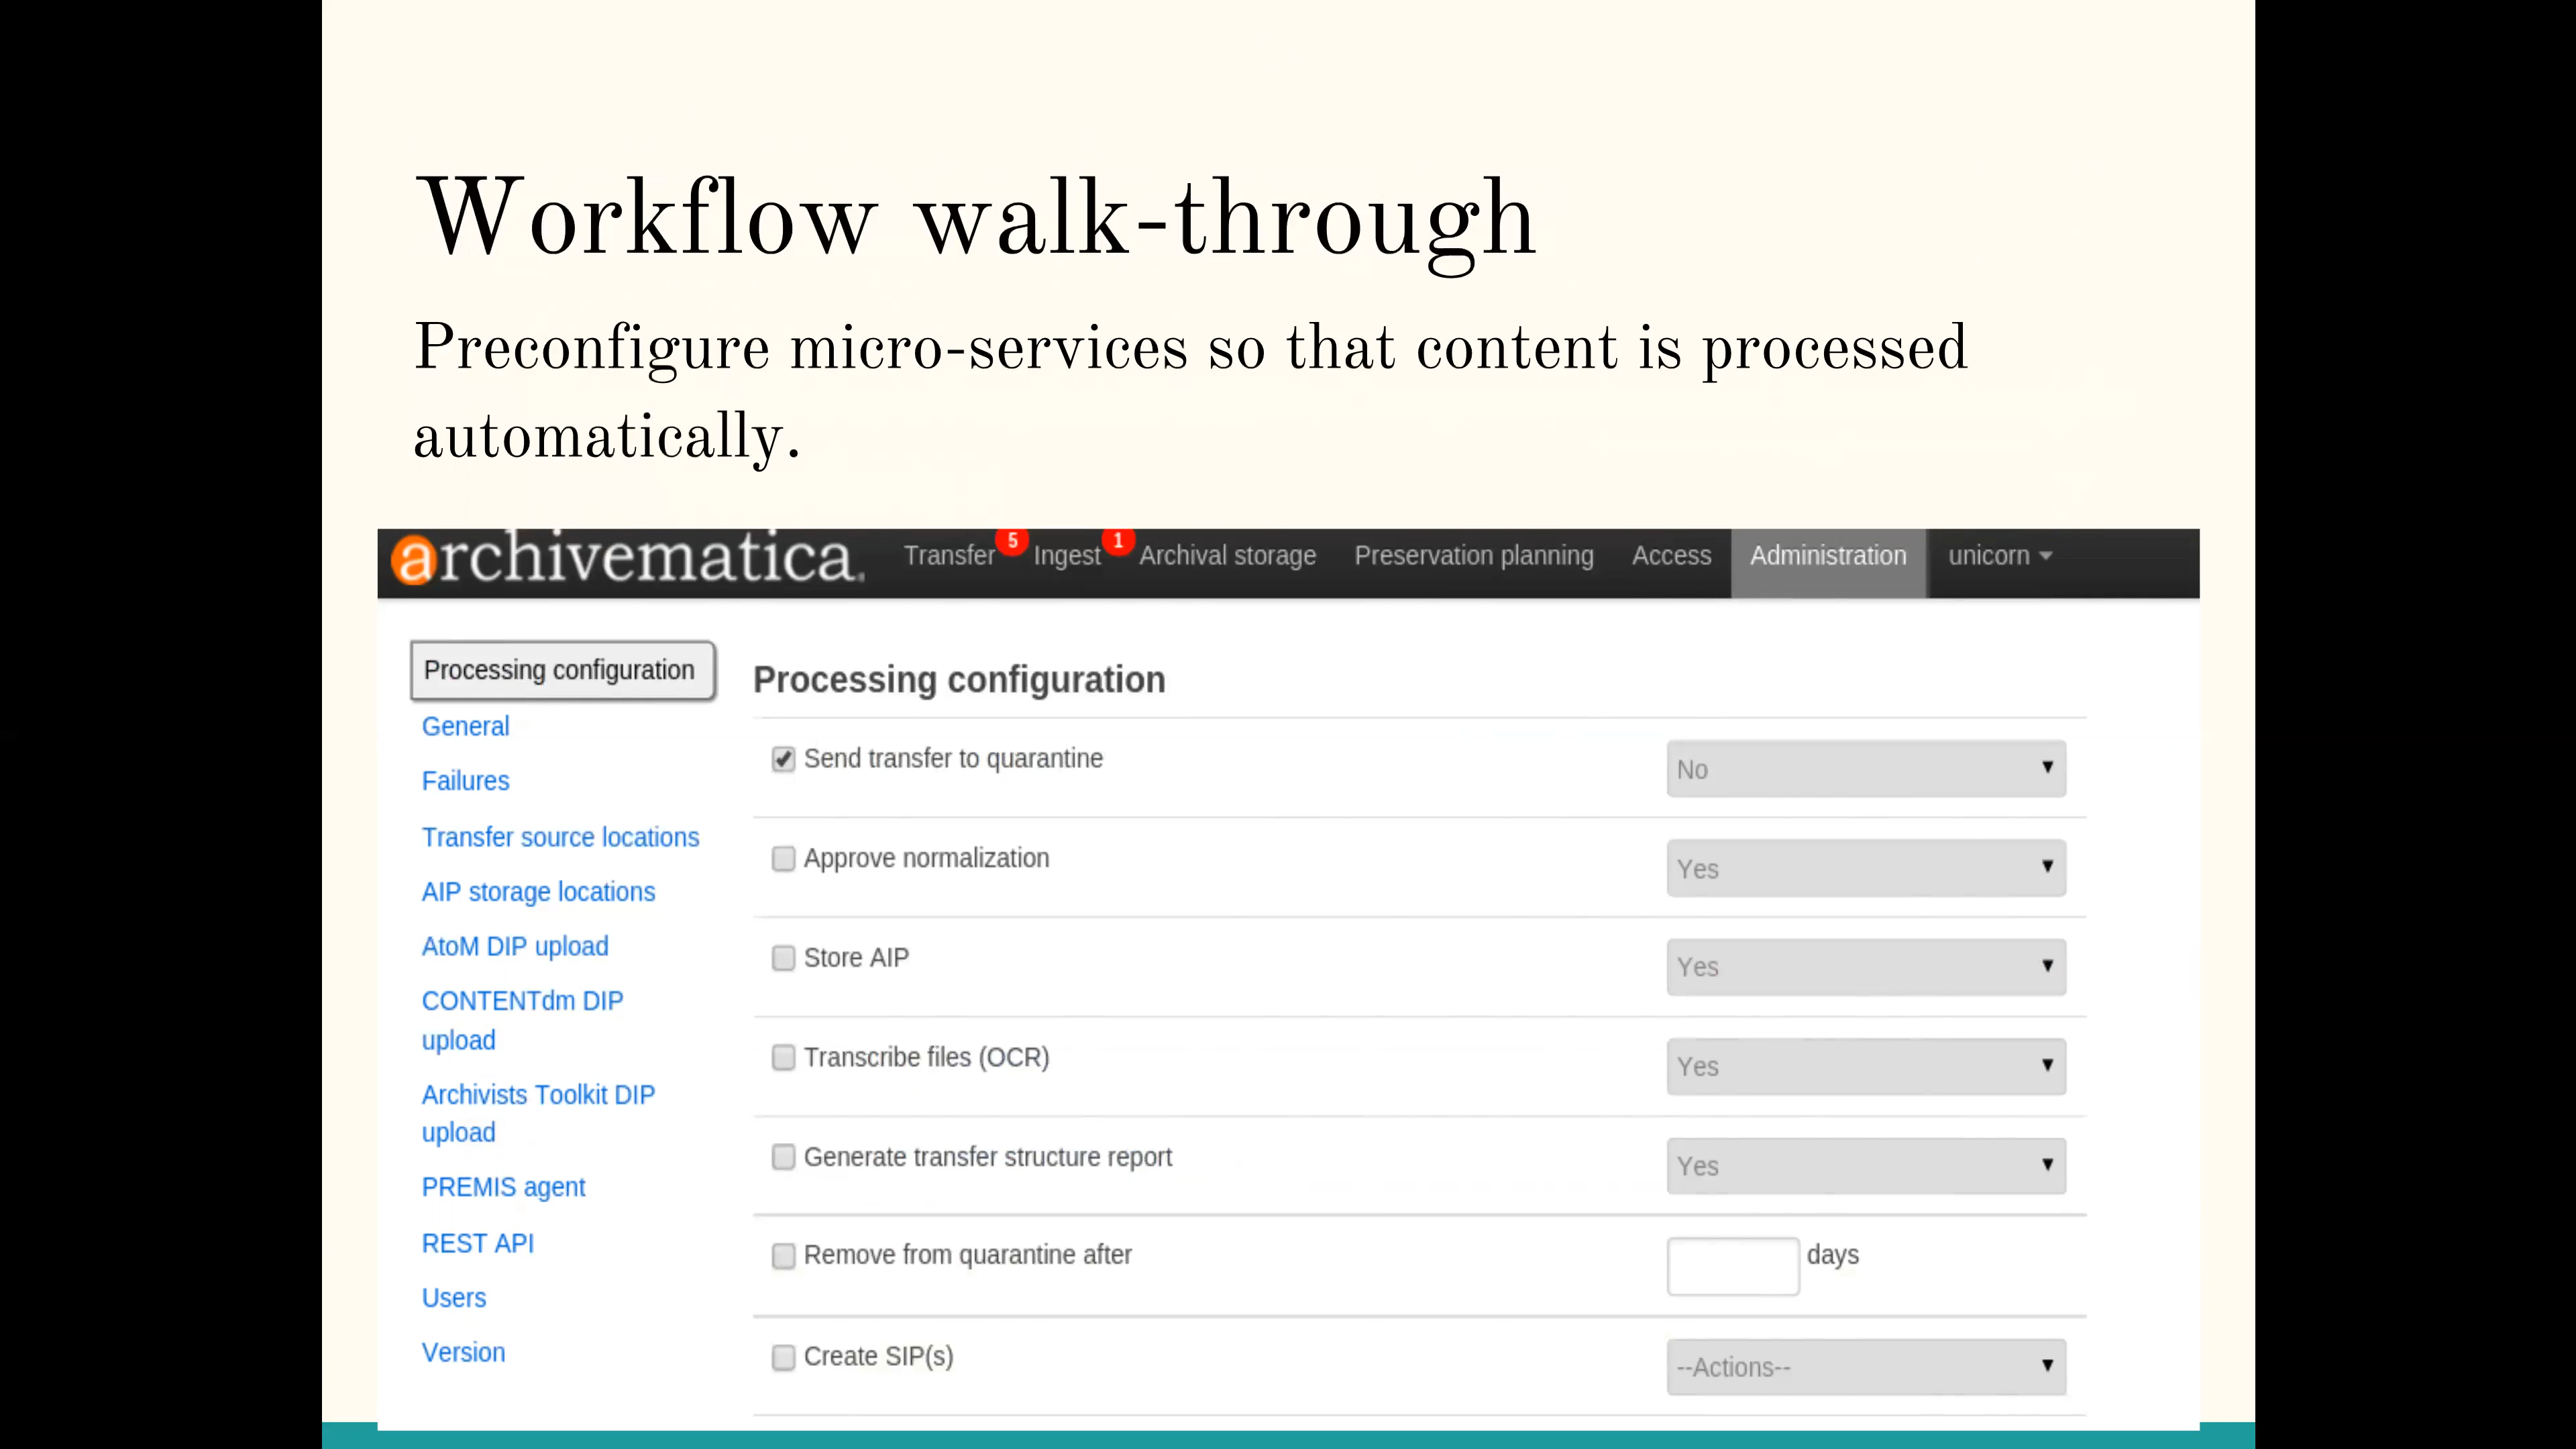 Workflow walk-through
Preconfigure micro-services so that content is processed
automatically.
archivematica.
Transfer 5 Ingest 1 Archival storage Preservation planning Access Administration unicorn
Processing configuration
General
Failures
Transfer source locations
AIP storage locations
AtoM DIP upload
CONTENTdm DIP
upload
Archivists Toolkit DIP
upload
PREMIS agent
REST API
Users
Version
Processing configuration
Send transfer to quarantine No
Approve normalization Yes
Store AIP Yes
Transcribe files (OCR) Yes
Generate transfer structure report Yes
Remove from quarantine after days
Create SIP(s) --Actions--